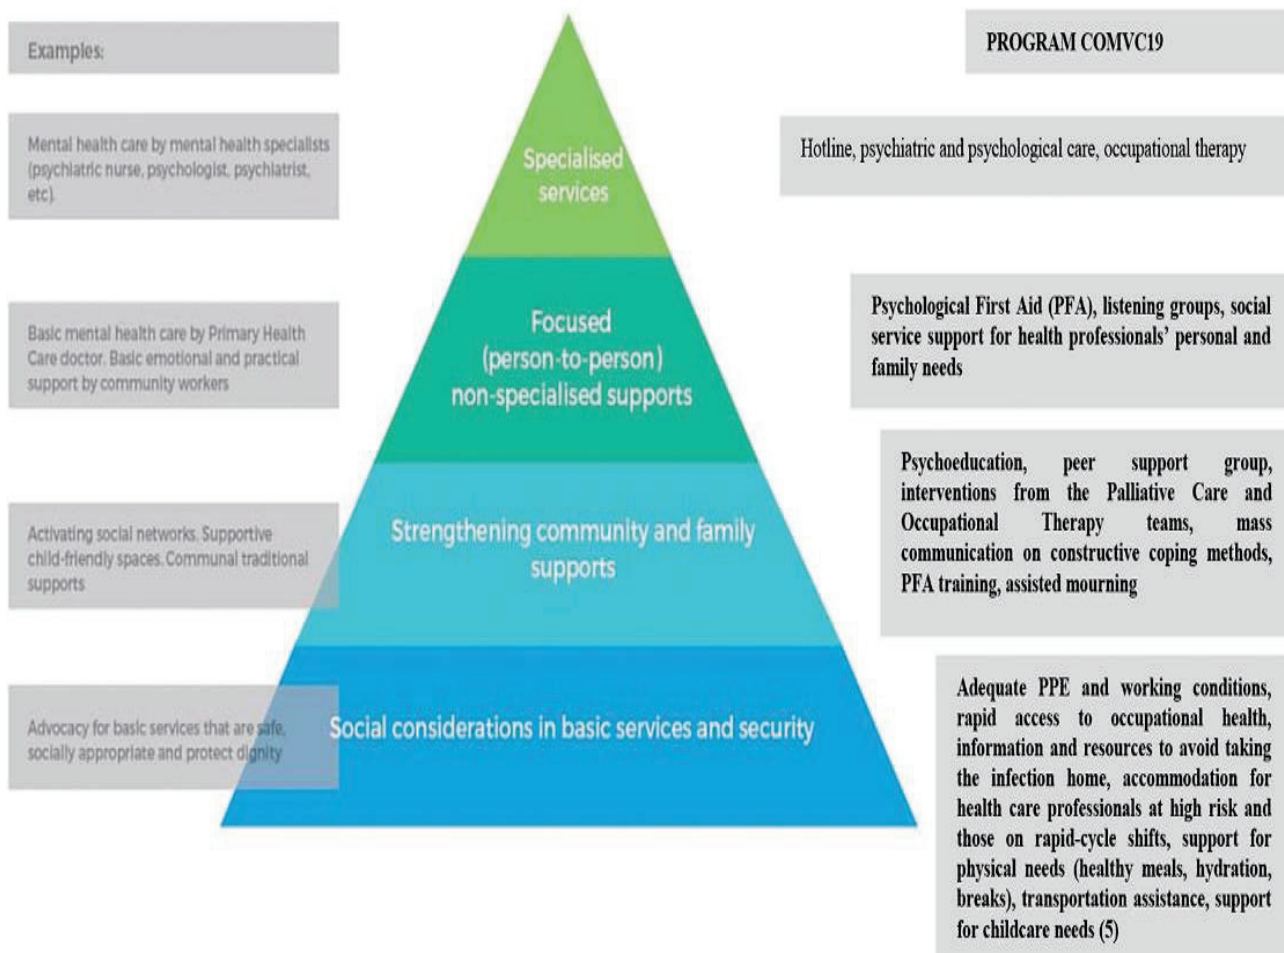 Examples:
PROGRAM COMVC19
Mental health care by mental health specialists
(psychiatric nurse, psychologist, psychiatrist,
etc).
Specialised
services
Hotline, psychiatric and psychological care, occupational therapy
Basic mental health care by Primary Health
Care doctor. Basic emotional and practical
support by community workers
Focused
(person-to-person)
non-specialised supports
Psychological First Aid (PFA), listening groups, social
service support for health professionals’ personal and
family needs
Activating social networks. Supportive
child-friendly spaces. Communal traditional
supports
Strengthening community and family
supports
Psychoeducation, peer support group,
interventions from the Palliative Care and
Occupational Therapy teams, mass
communication on constructive coping methods,
PFA training, assisted mourning
Advocacy for basic services that are safe,
socially appropriate and protect dignity
Social considerations in basic services and security
Adequate PPE and working conditions,
rapid access to occupational health,
information and resources to avoid taking
the infection home, accommodation for
health care professionals at high risk and
those on rapid-cycle shifts, support for
physical needs (healthy meals, hydration,
breaks), transportation assistance, support
for childcare needs (5)